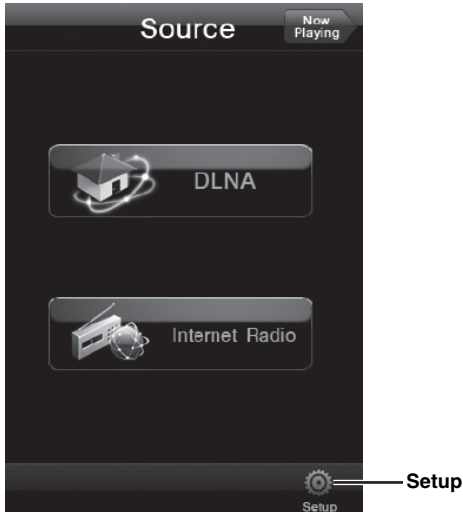 Source
Now
Playing
DLNA
Internet Radio
Setup
Setup